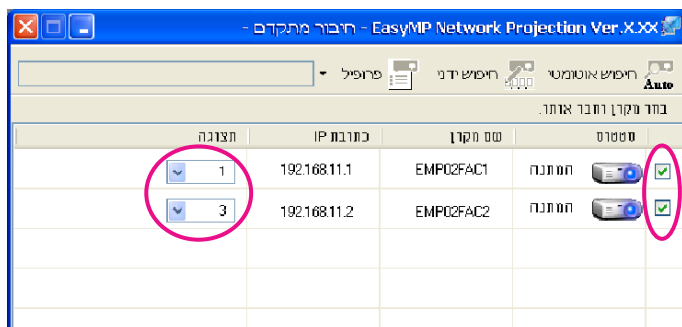 EasyMP Network Projection Ver.X.XX - חיבור מתקדם -
Auto חיפוש אוטומטי חיפוש ידני פרופיל
בחר מקרן וחבר אותו.
סטטוס שם מקרן כתובת IP תצוגה
המתנה EMP02FAC1 192.168.11.1 1
המתנה EMP02FAC2 192.168.11.2 3